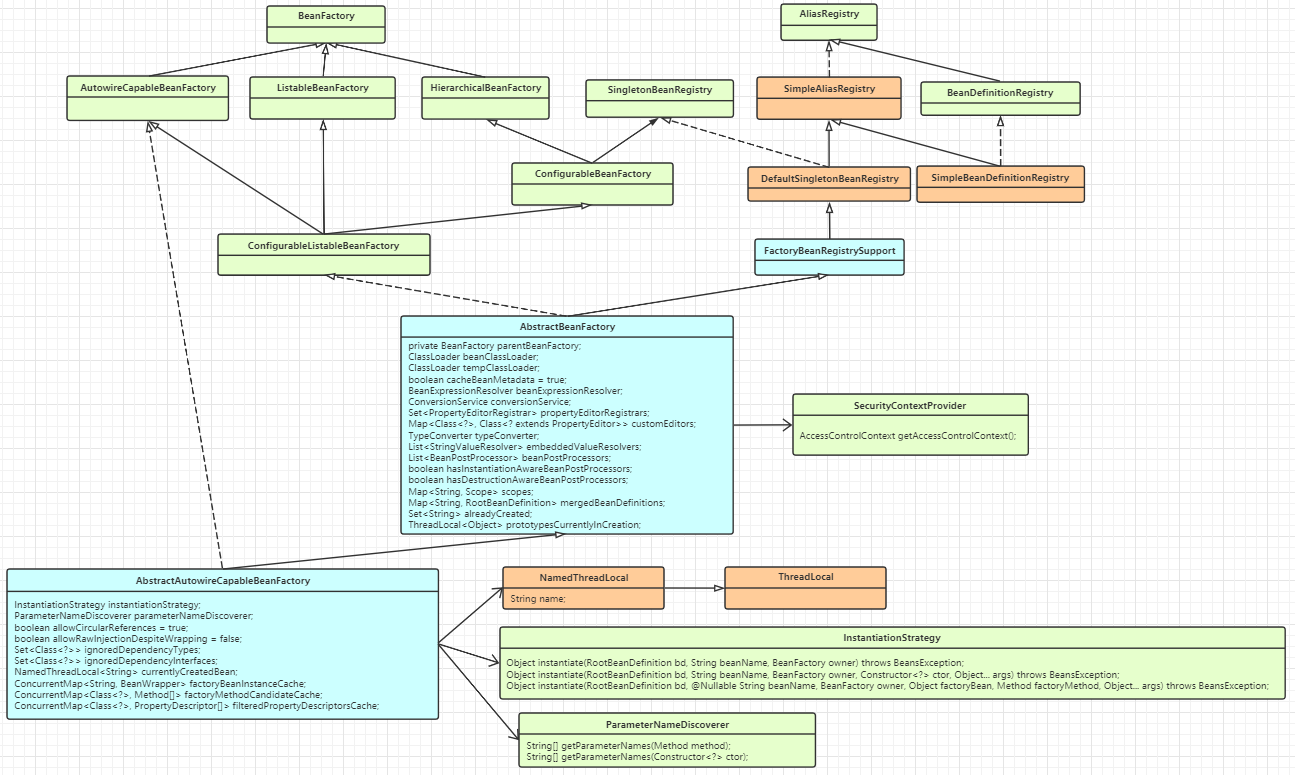 BeanFactory
AliasRegistry
AutowireCapableBeanFactory
ListableBeanFactory
HierarchicalBeanFactory
SingletonBeanRegistry
SimpleAliasRegistry
BeanDefinitionRegistry
ConfigurableBeanFactory
DefaultSingletonBeanRegistry
SimpleBeanDefinitionRegistry
ConfigurableListableBeanFactory
FactoryBeanRegistrySupport
AbstractBeanFactory
private BeanFactory parentBeanFactory;
ClassLoader beanClassLoader;
ClassLoader tempClassLoader;
boolean cacheBeanMetadata = true;
BeanExpressionResolver beanExpressionResolver;
ConversionService conversionService;
Set<PropertyEditorRegistrar> propertyEditorRegistrars;
Map<Class<?>, Class<? extends PropertyEditor>> customEditors;
TypeConverter typeConverter;
List<StringValueResolver> embeddedValueResolvers;
List<BeanPostProcessor> beanPostProcessors;
boolean hasInstantiationAwareBeanPostProcessors;
boolean hasDestructionAwareBeanPostProcessors;
Map<String, Scope> scopes;
Map<String, RootBeanDefinition> mergedBeanDefinitions;
Set<String> alreadyCreated;
ThreadLocal<Object> prototypesCurrentlyInCreation;
SecurityContextProvider
AccessControlContext getAccessControlContext();
AbstractAutowireCapableBeanFactory
InstantiationStrategy instantiationStrategy;
ParameterNameDiscoverer parameterNameDiscoverer;
boolean allowCircularReferences = true;
boolean allowRawInjectionDespiteWrapping = false;
Set<Class<?>> ignoredDependencyTypes;
Set<Class<?>> ignoredDependencyInterfaces;
NamedThreadLocal<String> currentlyCreatedBean;
ConcurrentMap<String, BeanWrapper> factoryBeanInstanceCache;
ConcurrentMap<Class<?>, Method[]> factoryMethodCandidateCache;
ConcurrentMap<Class<?>, PropertyDescriptor[]> filteredPropertyDescriptorsCache;
NamedThreadLocal
String name;
ThreadLocal
InstantiationStrategy
Object instantiate(RootBeanDefinition bd, String beanName, BeanFactory owner) throws BeansException;
Object instantiate(RootBeanDefinition bd, String beanName, BeanFactory owner, Constructor<?> ctor, Object... args) throws BeansException;
Object instantiate(RootBeanDefinition bd, @Nullable String beanName, BeanFactory owner, Object factoryBean, Method factoryMethod, Object... args) throws BeansException;
ParameterNameDiscoverer
String[] getParameterNames(Method method);
String[] getParameterNames(Constructor<?> ctor);